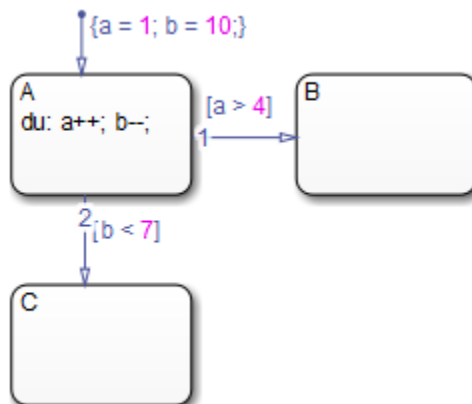 {a = 1; b = 10;}
A
du: a++; b--;
[a > 4]
1
B
2
[b < 7]
C